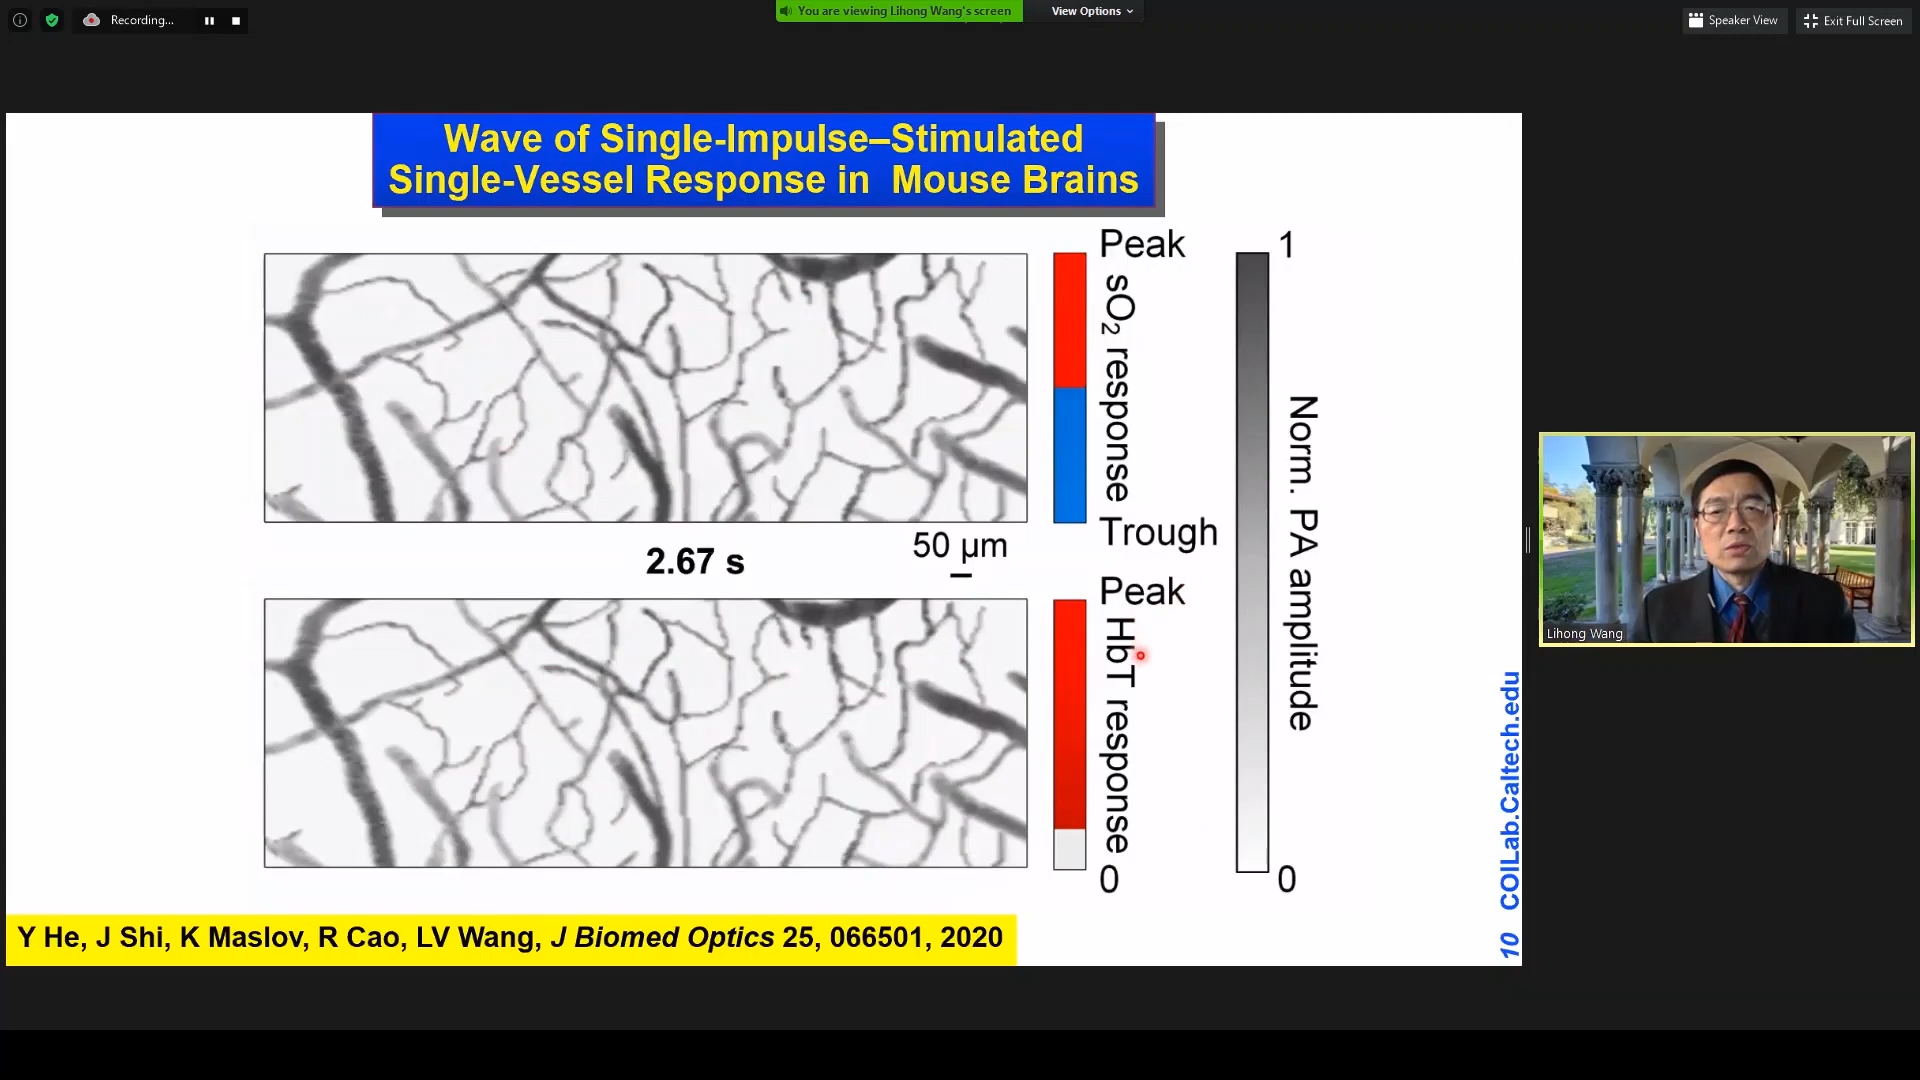 Recording...
You are viewing Lihong Wang's screen
View Options
Speaker View
Exit Full Screen
Wave of Single-Impulse–Stimulated
Single-Vessel Response in Mouse Brains
Peak
sO2 response
Trough
1
Norm. PA amplitude
0
2.67 s
50 µm
Peak
HbT response
0
Lihong Wang
Y He, J Shi, K Maslov, R Cao, LV Wang, J Biomed Optics 25, 066501, 2020
10 COILab.Caltech.edu